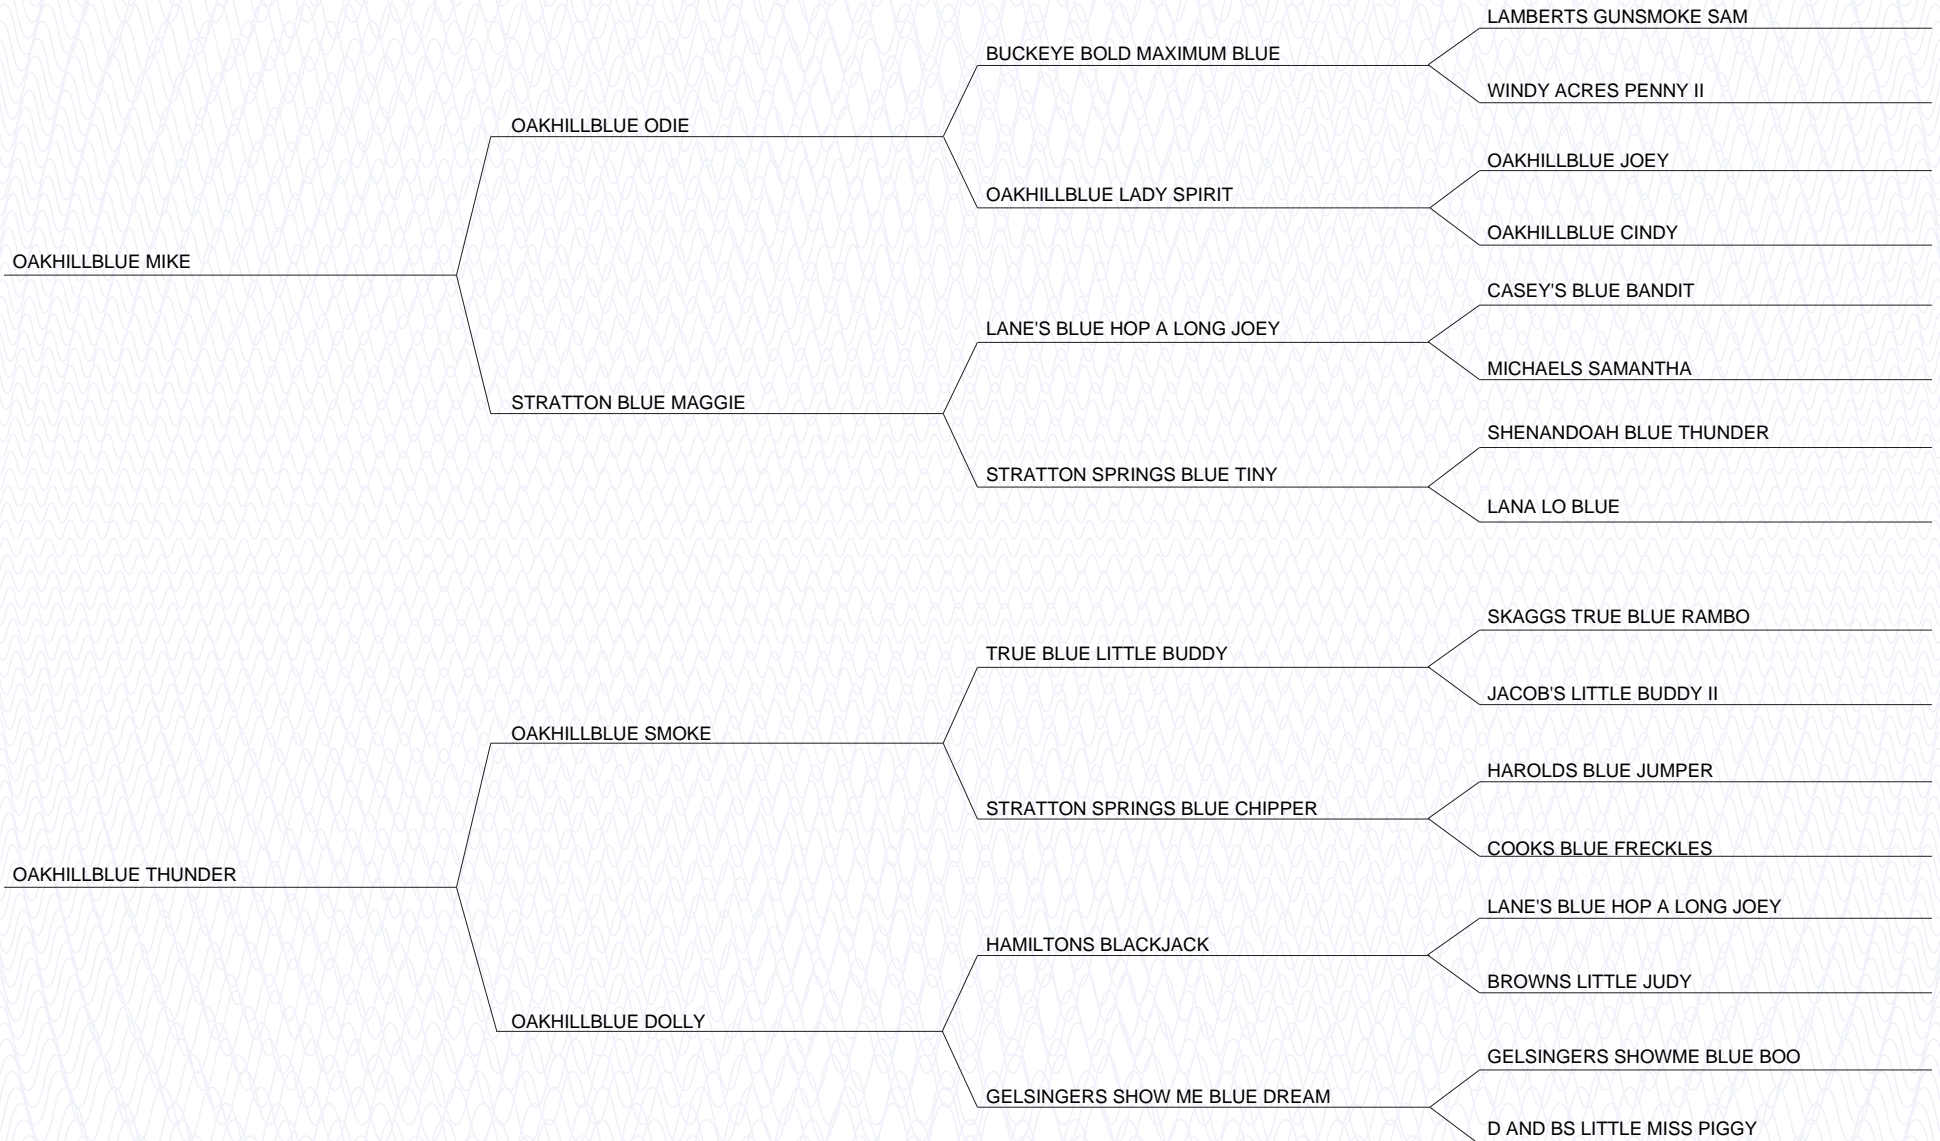 LAMBERTS GUNSMOKE SAM
BUCKEYE BOLD MAXIMUM BLUE
WINDY ACRES PENNY II
OAKHILLBLUE ODIE
OAKHILLBLUE JOEY
OAKHILLBLUE LADY SPIRIT
OAKHILLBLUE CINDY
OAKHILLBLUE MIKE
CASEY'S BLUE BANDIT
LANE'S BLUE HOP A LONG JOEY
MICHAELS SAMANTHA
STRATTON BLUE MAGGIE
SHENANDOAH BLUE THUNDER
STRATTON SPRINGS BLUE TINY
LANA LO BLUE
SKAGGS TRUE BLUE RAMBO
TRUE BLUE LITTLE BUDDY
JACOB'S LITTLE BUDDY II
OAKHILLBLUE SMOKE
HAROLDS BLUE JUMPER
STRATTON SPRINGS BLUE CHIPPER
COOKS BLUE FRECKLES
OAKHILLBLUE THUNDER
LANE'S BLUE HOP A LONG JOEY
HAMILTONS BLACKJACK
BROWNS LITTLE JUDY
OAKHILLBLUE DOLLY
GELSINGERS SHOWME BLUE BOO
GELSINGERS SHOW ME BLUE DREAM
D AND BS LITTLE MISS PIGGY